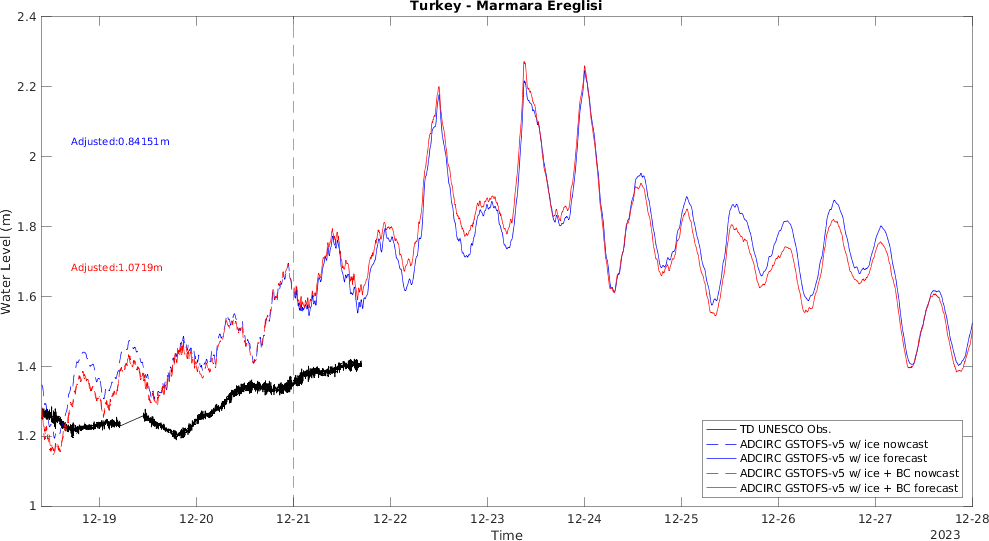 Turkey - Marmara Ereglisi
2.4
2.2
2
1.8
1.6
1.4
1.2
1
Water Level (m)
Adjusted:0.84151m
Adjusted:1.0719m
TD UNESCO Obs.
ADCIRC GSTOFS-v5 w/ ice nowcast
ADCIRC GSTOFS-v5 w/ ice forecast
ADCIRC GSTOFS-v5 w/ ice + BC nowcast
ADCIRC GSTOFS-v5 w/ ice + BC forecast
12-19 12-20 12-21 12-22 12-23 12-24 12-25 12-26 12-27 12-28
Time
2023